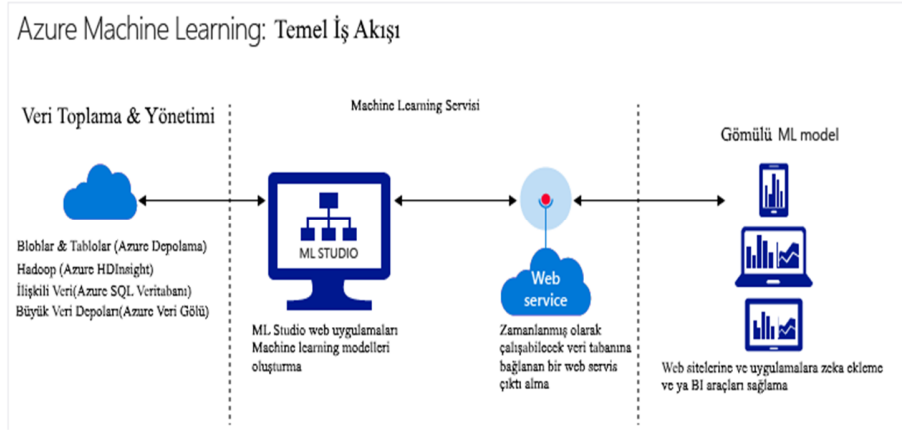 Azure Machine Learning: Temel İş Akışı
Veri Toplama & Yönetimi
Bloblar & Tablolar (Azure Depolama)
Hadoop (Azure HDInsight)
İlişkili Veri(Azure SQL Veritabanı)
Büyük Veri Depoları(Azure Veri Gölü)
Machine Learning Servisi
ML STUDIO
ML Studio web uygulamaları
Machine learning modelleri
oluşturma
Web
service
Zamanlanmış olarak
çalışabilecek veri tabanına
bağlanan bir web servis
çıktı alma
Gömülü ML model
Web sitelerine ve uygulamalara zeka ekleme
ve ya BI araçları sağlama